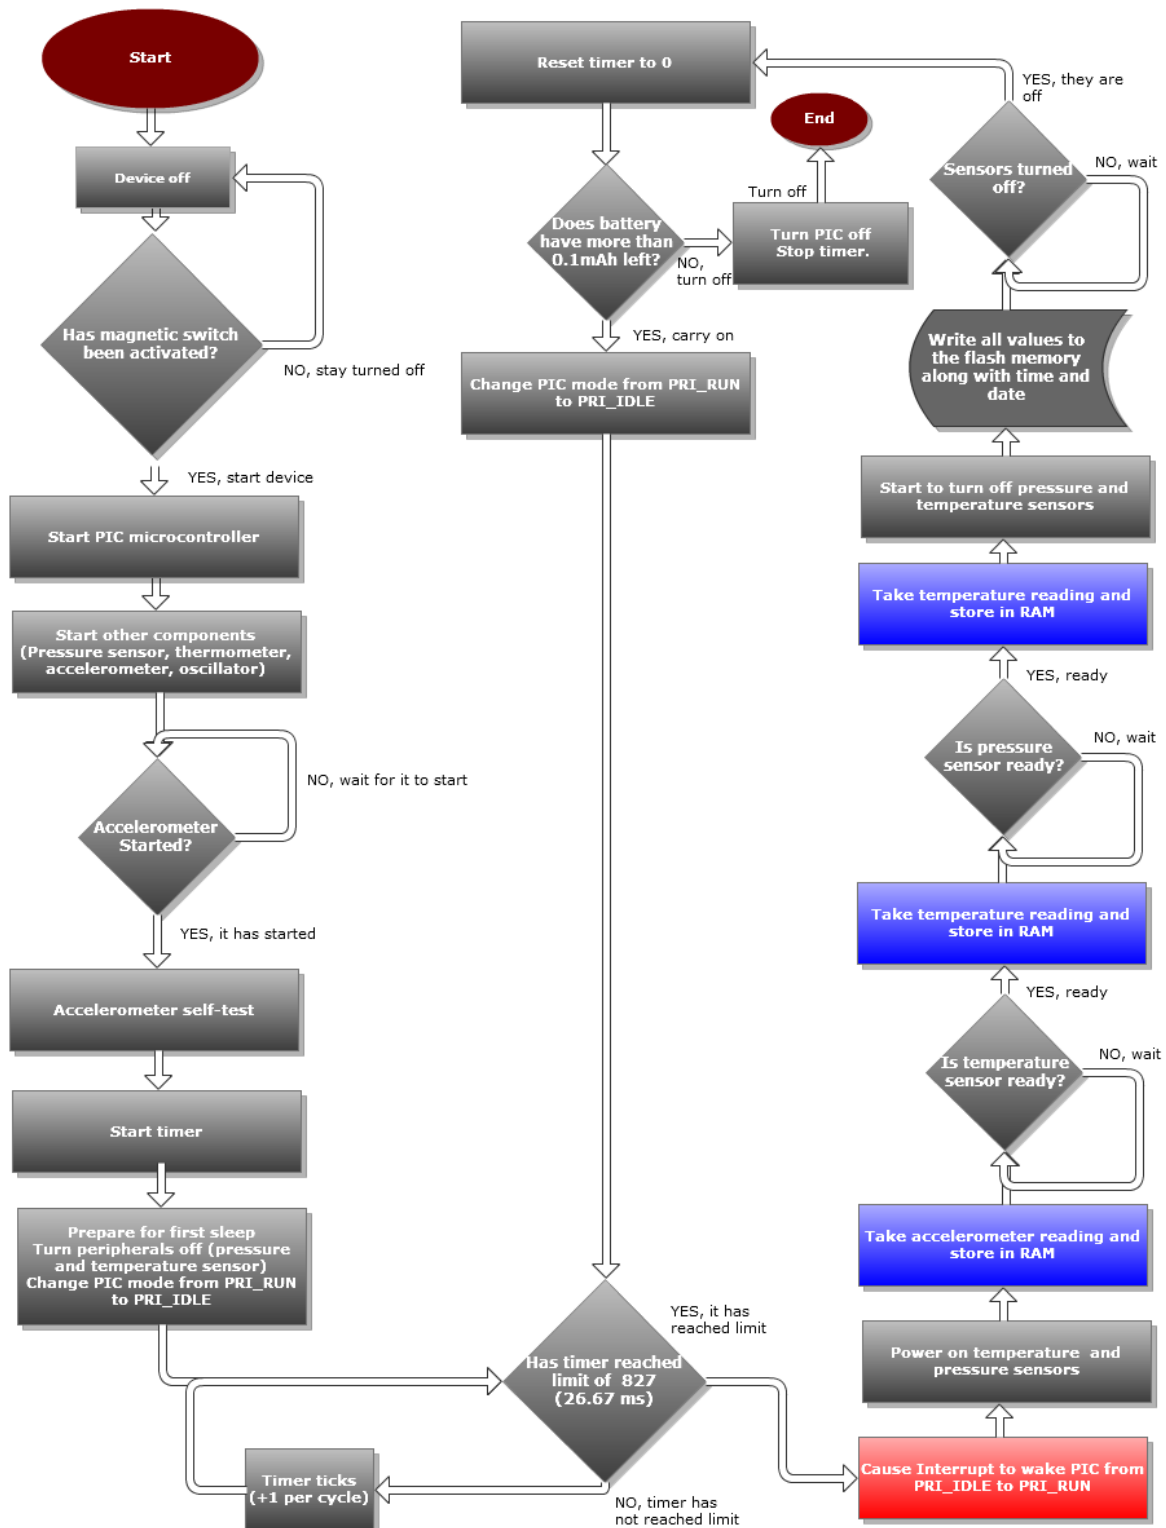 Start
Device off
Has magnetic switch
been activated?
NO, stay turned off
YES, start device
Start PIC microcontroller
Start other components
(Pressure sensor, thermometer,
accelerometer, oscillator)
NO, wait for it to start
Accelerometer
Started?
YES, it has started
Accelerometer self-test
Start timer
Prepare for first sleep
Turn peripherals off (pressure
and temperature sensor)
Change PIC mode from PRI_RUN
to PRI_IDLE
Timer ticks
(+1 per cycle)
Has timer reached
limit of 827
(26.67 ms)
NO, timer has
not reached limit
YES, it has
reached limit
Cause Interrupt to wake PIC from
PRI_IDLE to PRI_RUN
Power on temperature and
pressure sensors
Take accelerometer reading and
store in RAM
Is temperature
sensor ready?
NO, wait
YES, ready
Take temperature reading and
store in RAM
Is pressure
sensor ready?
NO, wait
YES, ready
Take temperature reading and
store in RAM
Start to turn off pressure and
temperature sensors
Write all values to
the flash memory
along with time and
date
Sensors turned
off?
NO, wait
YES, they are
off
Reset timer to 0
Does battery
have more than
0.1mAh left?
NO,
turn off
Turn PIC off
Stop timer.
Turn off
End
YES, carry on
Change PIC mode from PRI_RUN
to PRI_IDLE